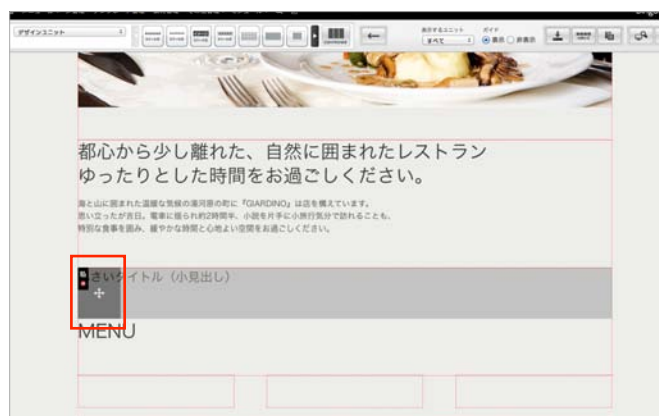 デザインユニット
表示するユニット
ガイド
すべて
表示
非表示
都心から少し離れた、自然に囲まれたレストラン
ゆったりとした時間をお過ごしください。
海と山に囲まれた温暖な気候の湯河原の町に『GIARDINO』は店を構えています。
思い立ったが吉日。電車に揺られ約2時間半、小説を片手に小旅行気分で訪れることも。
特別な食事を囲み、緩やかな時間と心地よい空間をお過ごしください。
さいタイトル（小見出し）
MENU